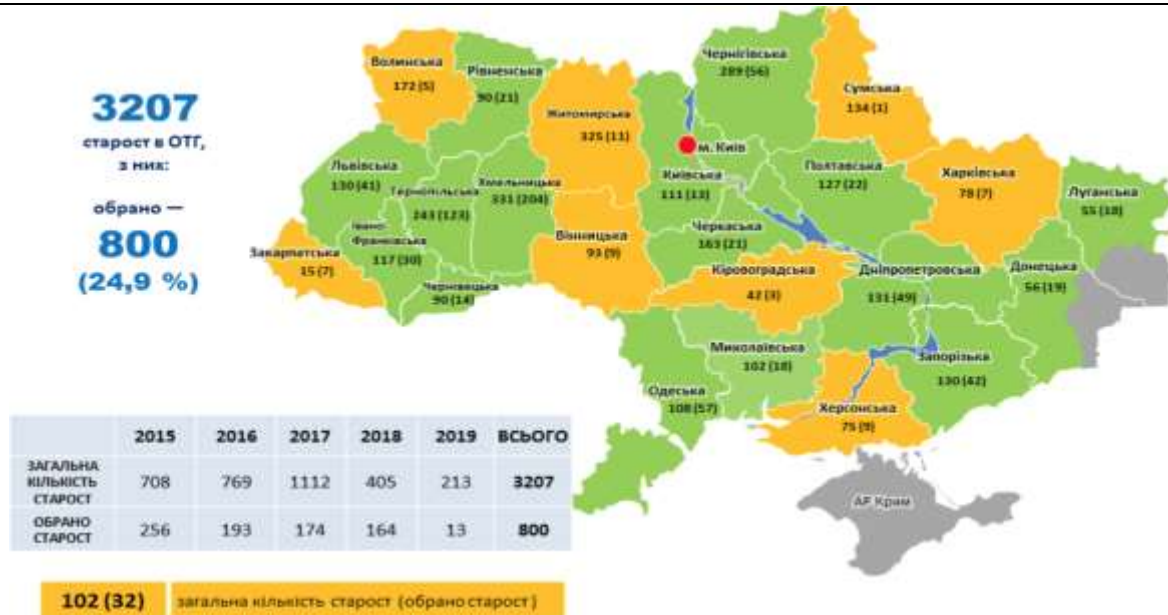 3207
старост в ОТГ,
з них:
обрано —
800
(24,9 %)
Волинська
172 (5)
Рівненська
90 (21)
Житомирська
325 (11)
Чернігівська
289 (56)
Сумська
134 (1)
м. Київ
Київська
111 (13)
Львівська
130 (41)
Тернопільська
243 (123)
Хмельницька
331 (204)
Полтавська
127 (22)
Харківська
78 (7)
Луганська
55 (18)
Івано-
Франківська
117 (30)
Закарпатська
15 (7)
Чернівецька
90 (14)
Вінницька
93 (9)
Черкаська
163 (21)
Кіровоградська
42 (3)
Дніпропетровська
131 (49)
Донецька
56 (19)
Миколаївська
102 (18)
Запорізька
130 (42)
Одеська
108 (57)
Херсонська
75 (9)
АР Крим
2015 2016 2017 2018 2019 ВСЬОГО
ЗАГАЛЬНА
КІЛЬКІСТЬ
СТАРОСТ
708 769 1112 405 213 3207
ОБРАНО
СТАРОСТ
256 193 174 164 13 800
102 (32) загальна кількість старост (обрано старост)